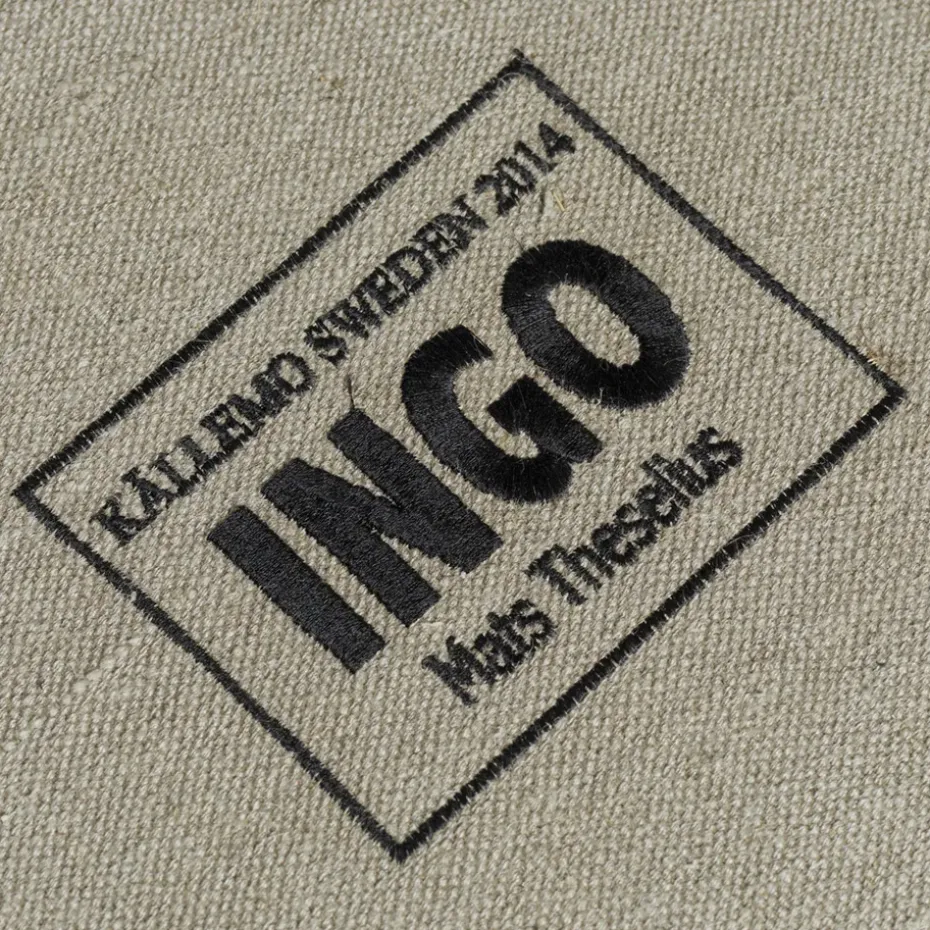 KÄLLEMO SWEDEN 2014
INGO
Mats Theselius